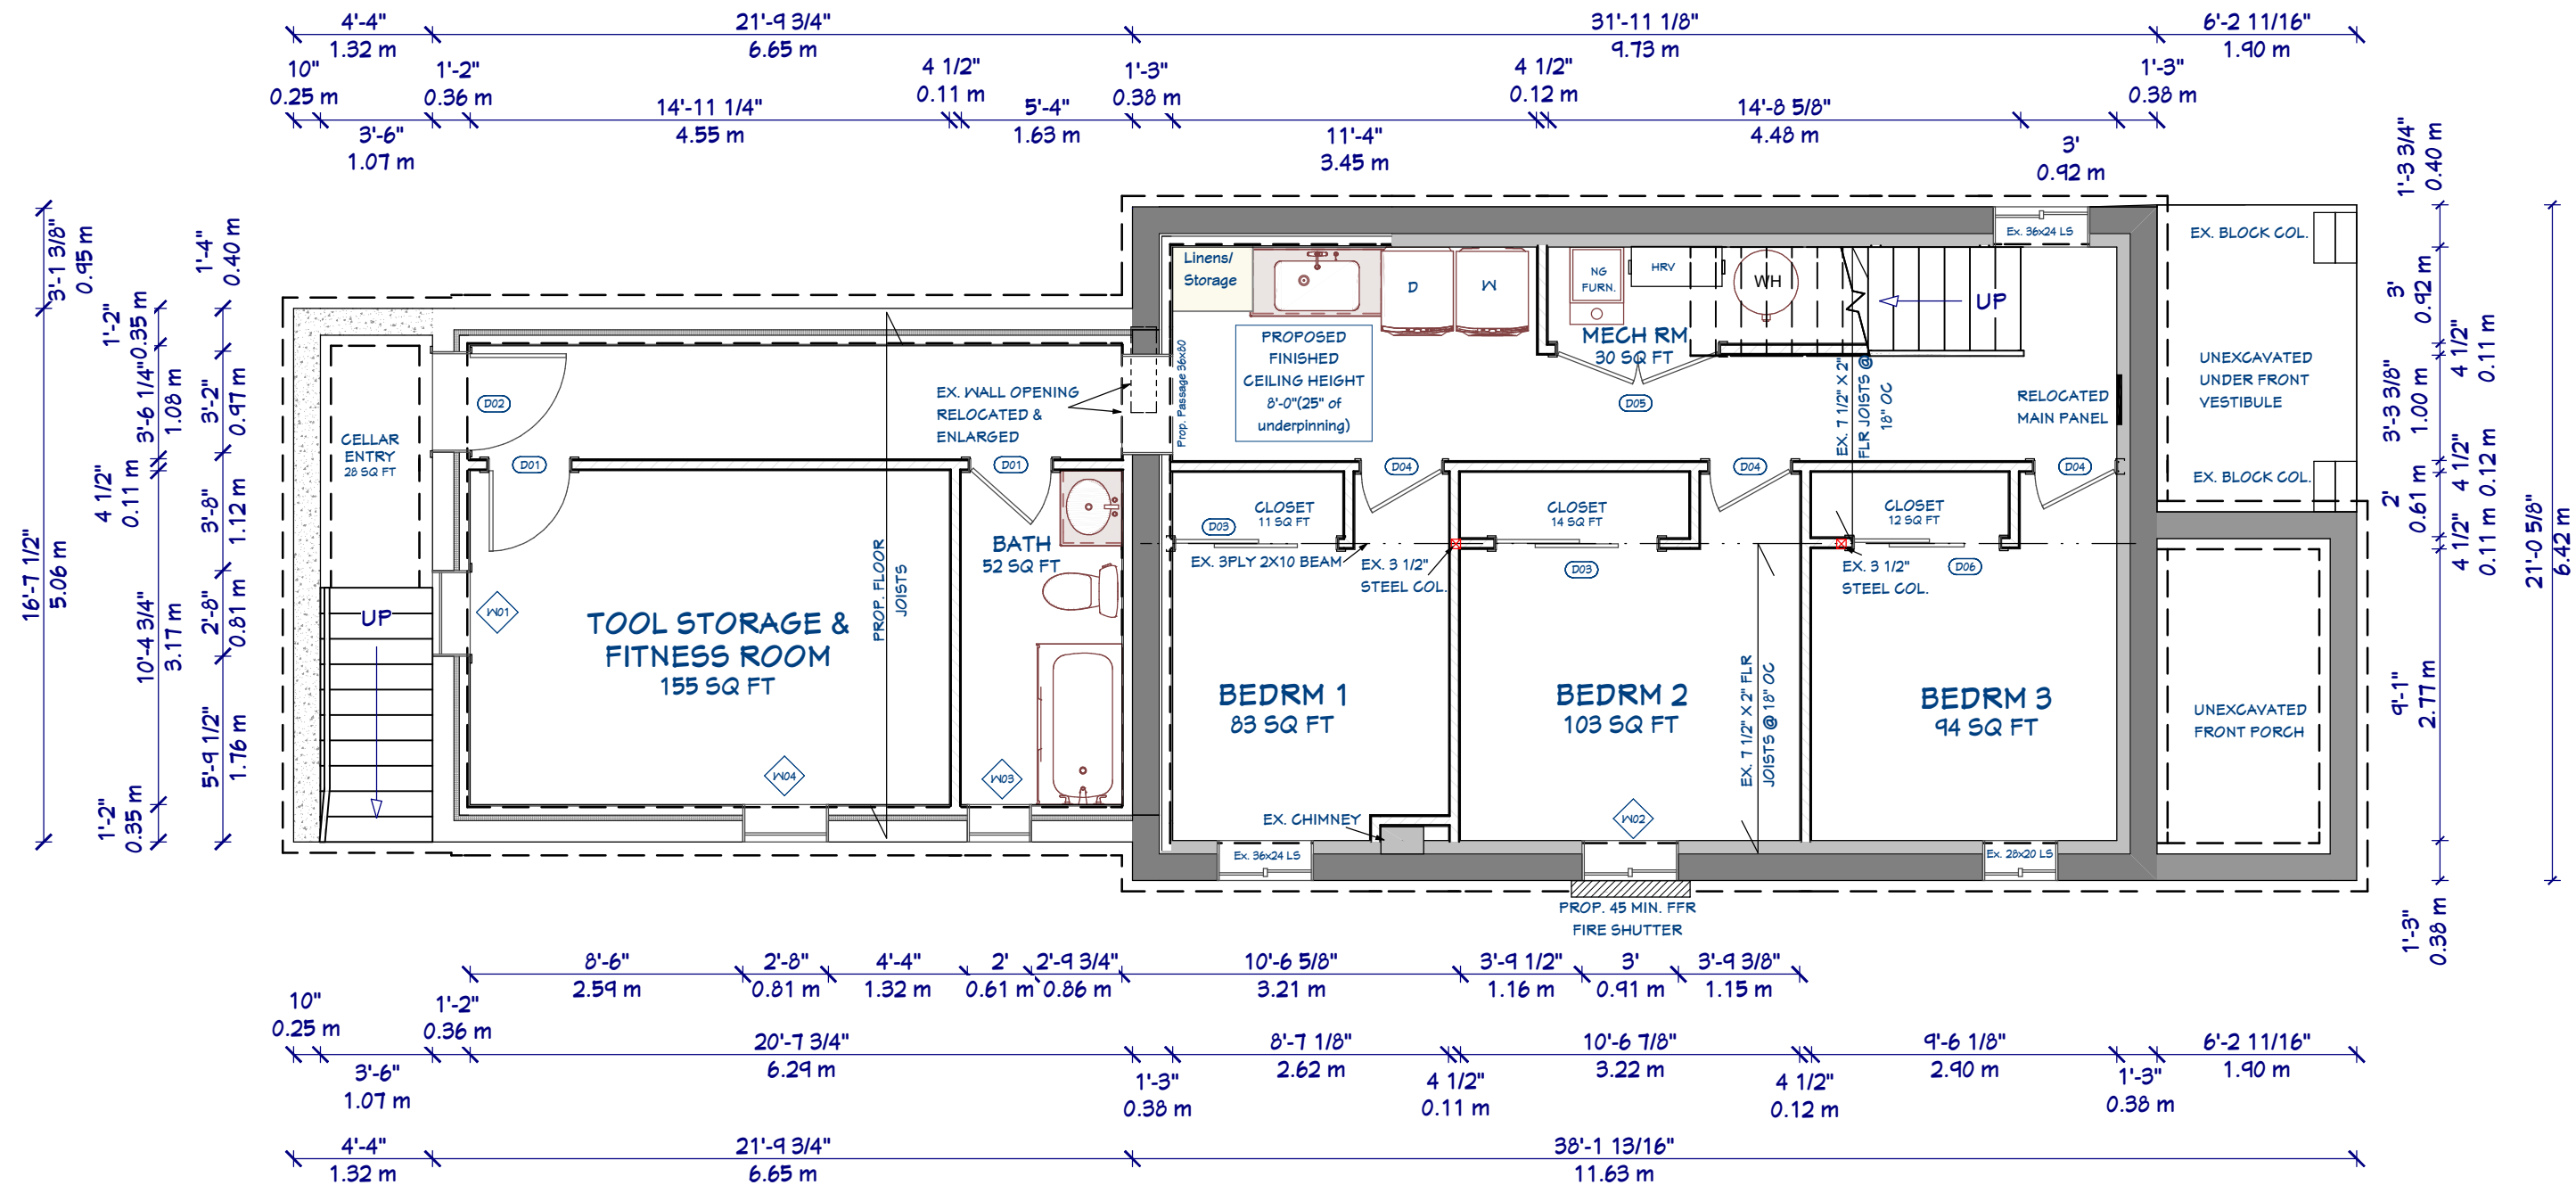 4'-4"
1.32 m
21'-9 3/4"
6.65 m
31'-11 1/8"
9.73 m
6'-2 11/16"
1.90 m
10"
0.25 m
1'-2"
0.36 m
4 1/2"
0.11 m
1'-3"
0.38 m
4 1/2"
0.12 m
1'-3"
0.38 m
3'-6"
1.07 m
14'-11 1/4"
4.55 m
5'-4"
1.63 m
11'-4"
3.45 m
14'-8 5/8"
4.48 m
3'
0.92 m
16'-7 1/2"
5.06 m
3'-1 3/8"
0.95 m
1'-2"
0.35 m
3'-6 1/4"
1.08 m
4 1/2"
0.11 m
10'-4 3/4"
3.17 m
1'-2"
0.35 m
1'-4"
0.40 m
3'-2"
0.97 m
3'-8"
1.12 m
2'-8"
0.81 m
5'-9 1/2"
1.76 m
CELLAR
ENTRY
28 SQ FT
UP
D02
D01
D01
EX. WALL OPENING
RELOCATED &
ENLARGED
PROP. FLOOR
JOISTS
W01
TOOL STORAGE &
FITNESS ROOM
155 SQ FT
W04
BATH
52 SQ FT
W03
Prop. Passage 36x80
Linens/
Storage
D
W
PROPOSED
FINISHED
CEILING HEIGHT
8'-0"(25" of
underpinning)
NG
FURN.
HRV
WH
MECH RM
30 SQ FT
D05
UP
Ex. 36x24 LS
EX. 7 1/2" X 2"
FLR JOISTS @
18" OC
RELOCATED
MAIN PANEL
D04
D04
D04
CLOSET
11 SQ FT
D03
CLOSET
14 SQ FT
D03
CLOSET
12 SQ FT
D06
EX. 3PLY 2X10 BEAM
EX. 3 1/2"
STEEL COL.
EX. 3 1/2"
STEEL COL.
BEDRM 1
83 SQ FT
BEDRM 2
103 SQ FT
BEDRM 3
94 SQ FT
EX. 7 1/2" X 2" FLR
JOISTS @ 18" OC
EX. CHIMNEY
W02
Ex. 36x24 LS
Ex. 28x20 LS
PROP. 45 MIN. FFR
FIRE SHUTTER
EX. BLOCK COL.
UNEXCAVATED
UNDER FRONT
VESTIBULE
EX. BLOCK COL.
UNEXCAVATED
FRONT PORCH
1'-3 3/4"
0.40 m
3'
0.92 m
4 1/2"
0.11 m
3'-3 3/8"
1.00 m
4 1/2"
0.12 m
2'
0.61 m
4 1/2"
0.11 m
9'-1"
2.77 m
1'-3"
0.38 m
21'-0 5/8"
6.42 m
8'-6"
2.59 m
2'-8"
0.81 m
4'-4"
1.32 m
2'
0.61 m
2'-9 3/4"
0.86 m
10'-6 5/8"
3.21 m
3'-9 1/2"
1.16 m
3'
0.91 m
3'-9 3/8"
1.15 m
10"
0.25 m
1'-2"
0.36 m
3'-6"
1.07 m
20'-7 3/4"
6.29 m
1'-3"
0.38 m
8'-7 1/8"
2.62 m
4 1/2"
0.11 m
10'-6 7/8"
3.22 m
4 1/2"
0.12 m
9'-6 1/8"
2.90 m
1'-3"
0.38 m
6'-2 11/16"
1.90 m
4'-4"
1.32 m
21'-9 3/4"
6.65 m
38'-1 13/16"
11.63 m